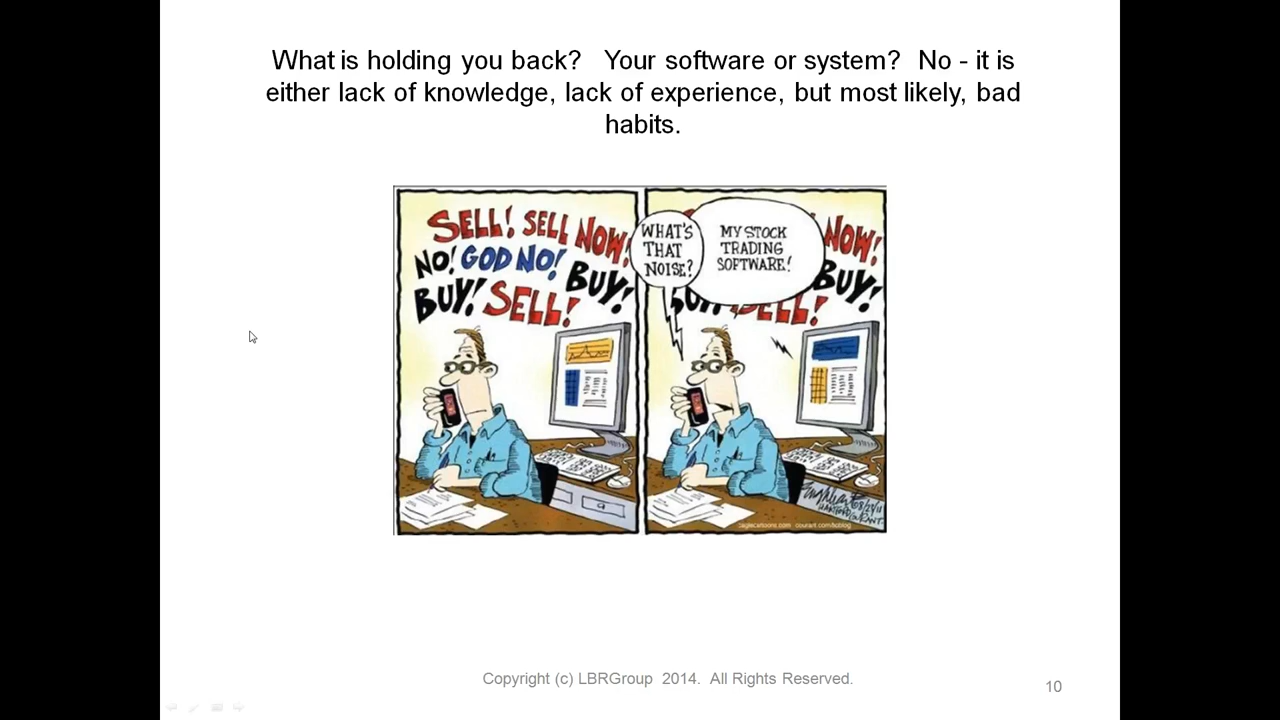 What is holding you back? Your software or system? No - it is
either lack of knowledge, lack of experience, but most likely, bad
habits.
SELL! SELL NOW!
NO! GOD NO! BUY!
BUY! SELL!
WHAT'S
THAT
NOISE?
MY STOCK
TRADING
SOFTWARE!
NOW!
BUY!
SELL!
Copyright (c) LBRGroup 2014. All Rights Reserved.
10